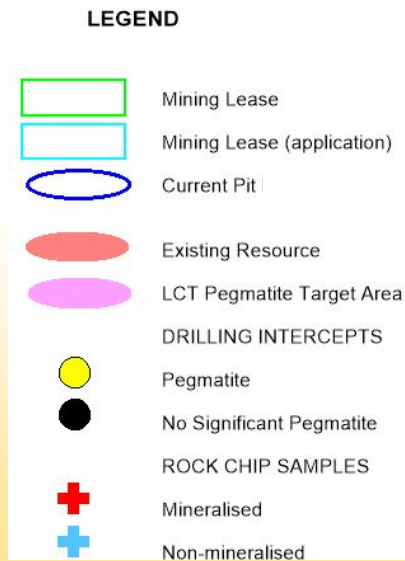 LEGEND
Mining Lease
Mining Lease (application)
Current Pit
Existing Resource
LCT Pegmatite Target Area
DRILLING INTERCEPTS
Pegmatite
No Significant Pegmatite
ROCK CHIP SAMPLES
Mineralised
Non-mineralised